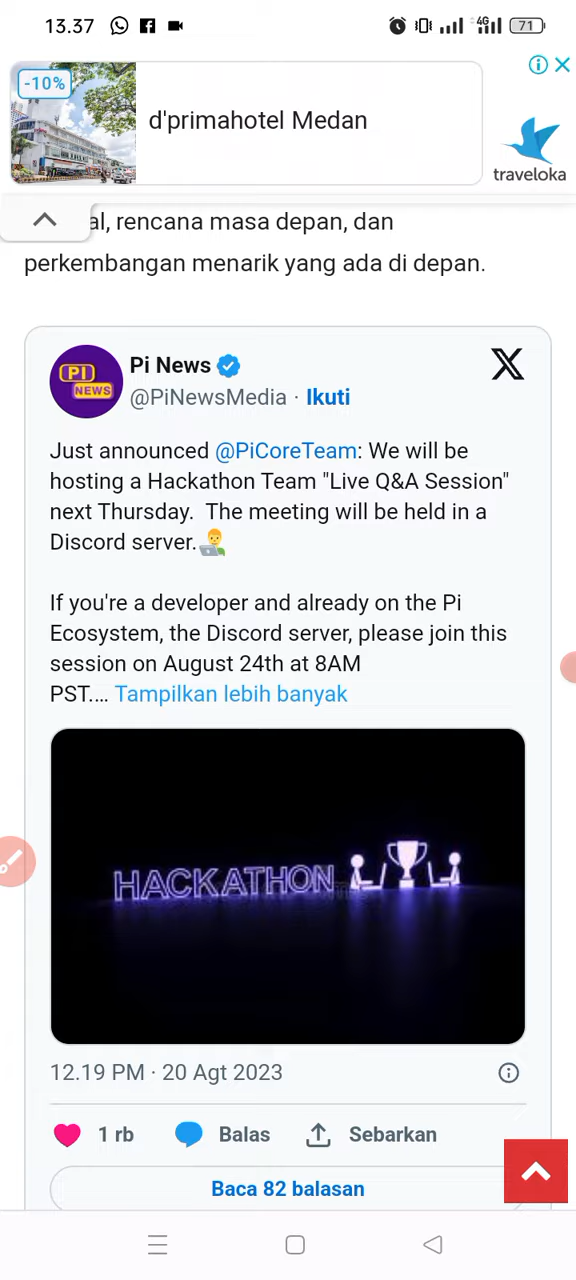 13.37
4G
71
-10%
d'primahotel Medan
traveloka
al, rencana masa depan, dan
perkembangan menarik yang ada di depan.
PI
NEWS
Pi News
@PiNewsMedia · Ikuti
X
Just announced @PiCoreTeam: We will be
hosting a Hackathon Team "Live Q&A Session"
next Thursday.  The meeting will be held in a
Discord server.
If you're a developer and already on the Pi
Ecosystem, the Discord server, please join this
session on August 24th at 8AM
PST.... Tampilkan lebih banyak
HACKATHON
12.19 PM · 20 Agt 2023
1 rb
Balas
Sebarkan
Baca 82 balasan